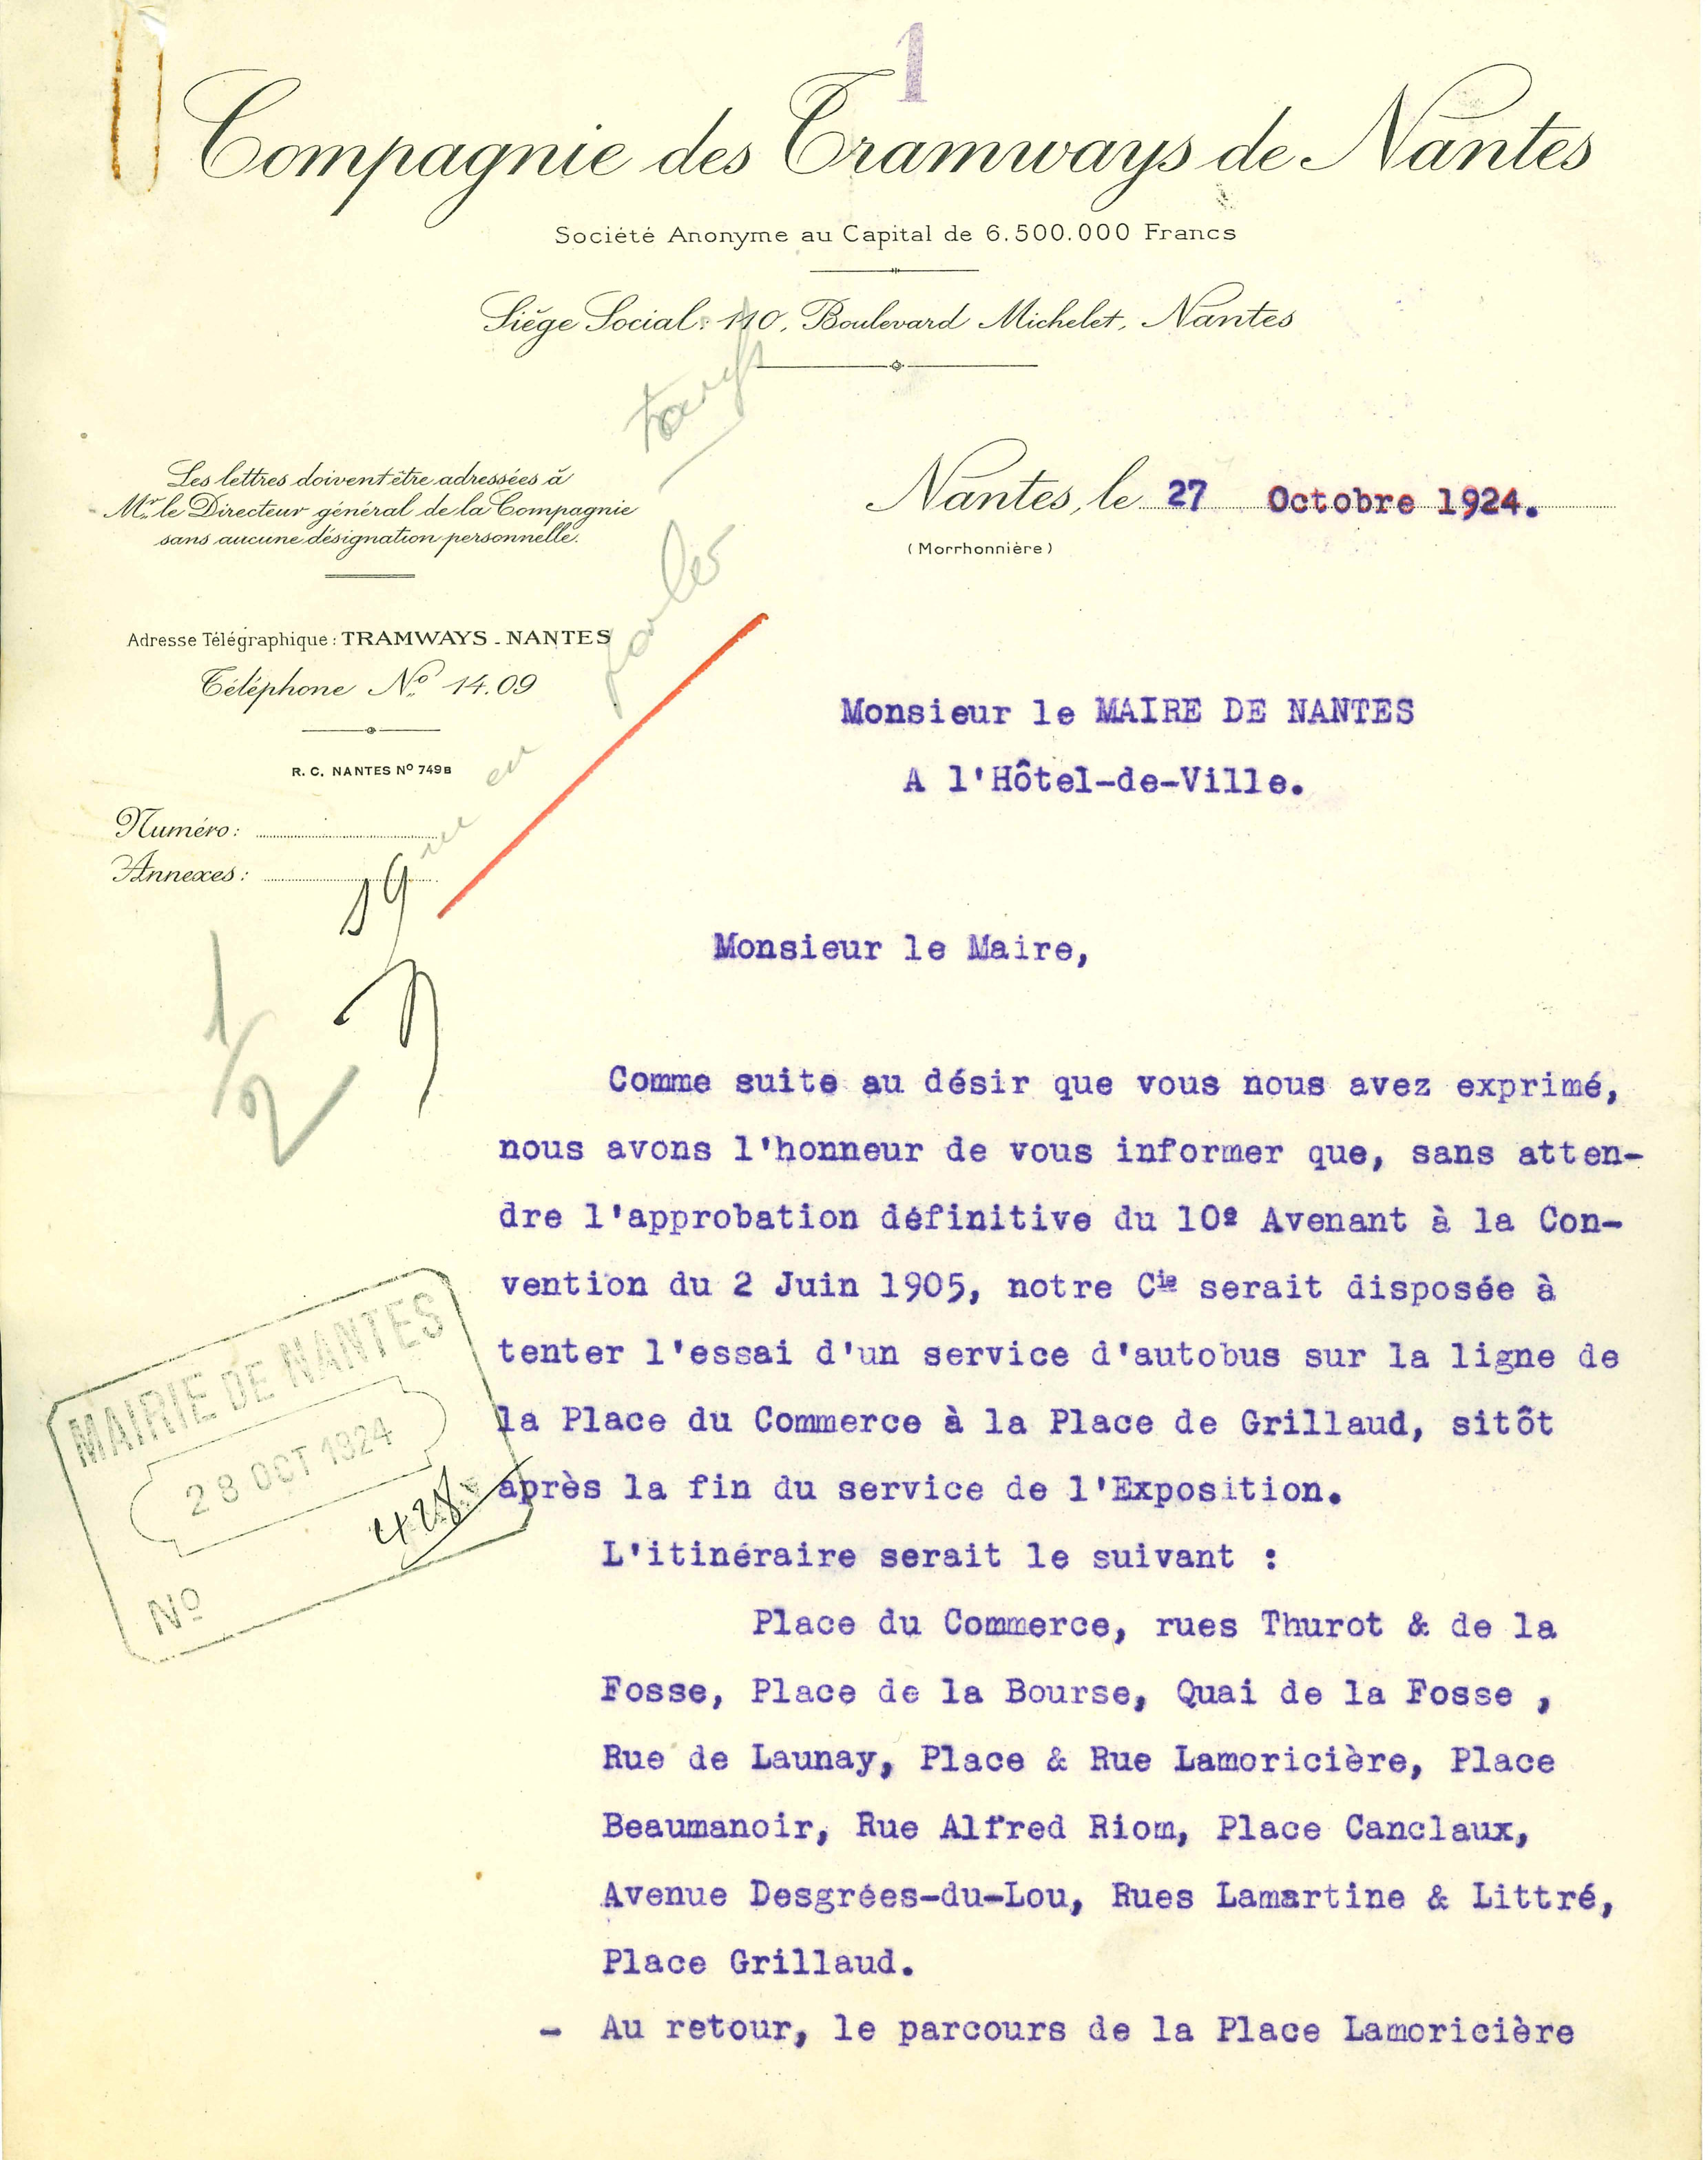 1
Compagnie des Tramways de Nantes
Société Anonyme au Capital de 6.500.000 Francs
Siège Social: 110, Boulevard Michelet, Nantes
Les lettres doivent être adressées à
Mr. le Directeur général de la Compagnie
sans aucune désignation personnelle.
Nantes, le 27 Octobre 1924.
(Morrhonnière)
Adresse Télégraphique: TRAMWAYS - NANTES
Téléphone No 14.09
R. C. NANTES No 749B
Numéro:
Annexes:
en parler
19
1/2
Monsieur le MAIRE DE NANTES
A l'Hôtel-de-Ville.
Monsieur le Maire,
Comme suite au désir que vous nous avez exprimé,
nous avons l'honneur de vous informer que, sans atten-
dre l'approbation définitive du 10e Avenant à la Con-
vention du 2 Juin 1905, notre Cie serait disposée à
tenter l'essai d'un service d'autobus sur la ligne de
la Place du Commerce à la Place de Grillaud, sitôt
après la fin du service de l'Exposition.
MAIRIE DE NANTES
28 OCT 1924
428
No
L'itinéraire serait le suivant :
Place du Commerce, rues Thurot & de la
Fosse, Place de la Bourse, Quai de la Fosse ,
Rue de Launay, Place & Rue Lamoricière, Place
Beaumanoir, Rue Alfred Riom, Place Canclaux,
Avenue Desgrées-du-Lou, Rues Lamartine & Littré,
Place Grillaud.
- Au retour, le parcours de la Place Lamoricière